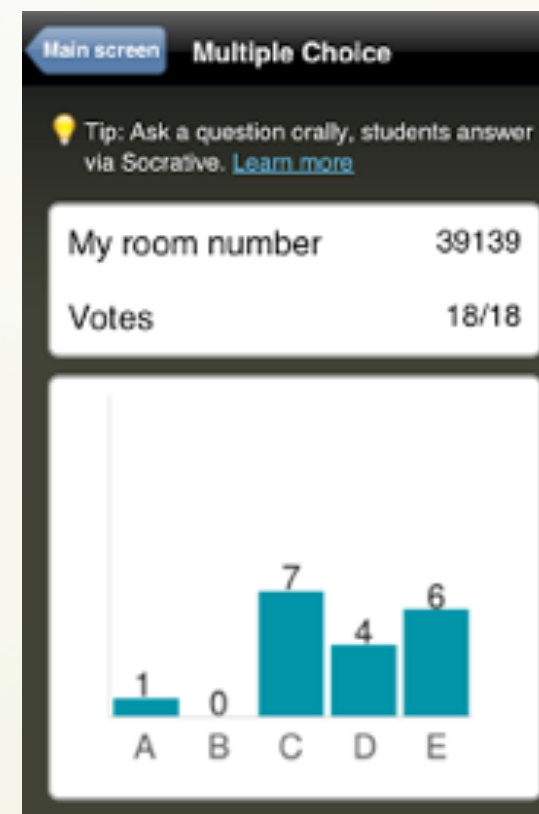 Main screen Multiple Choice
Tip: Ask a question orally, students answer
via Socrative. Learn more
My room number 39139
Votes 18/18
7
6
4
1
0
A B C D E